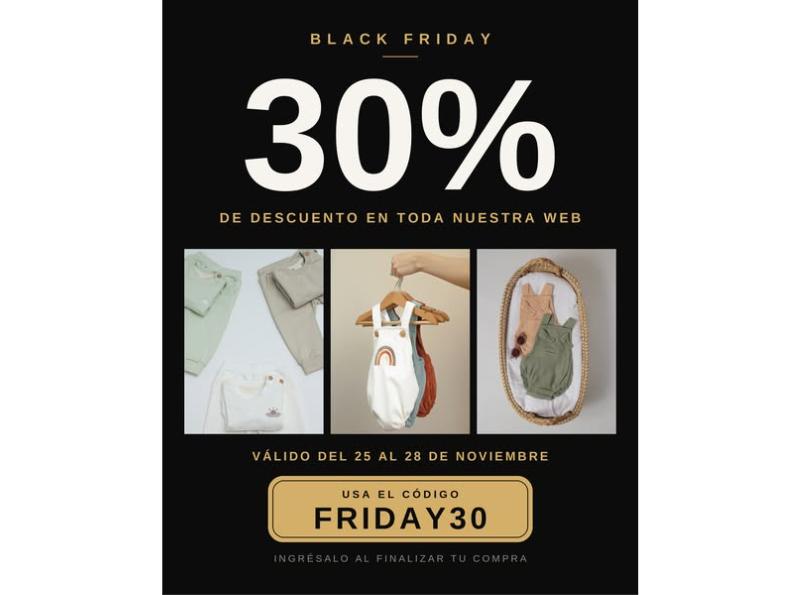 BLACK FRIDAY
30%
DE DESCUENTO EN TODA NUESTRA WEB
VÁLIDO DEL 25 AL 28 DE NOVIEMBRE
USA EL CÓDIGO
FRIDAY30
INGRÉSALO AL FINALIZAR TU COMPRA